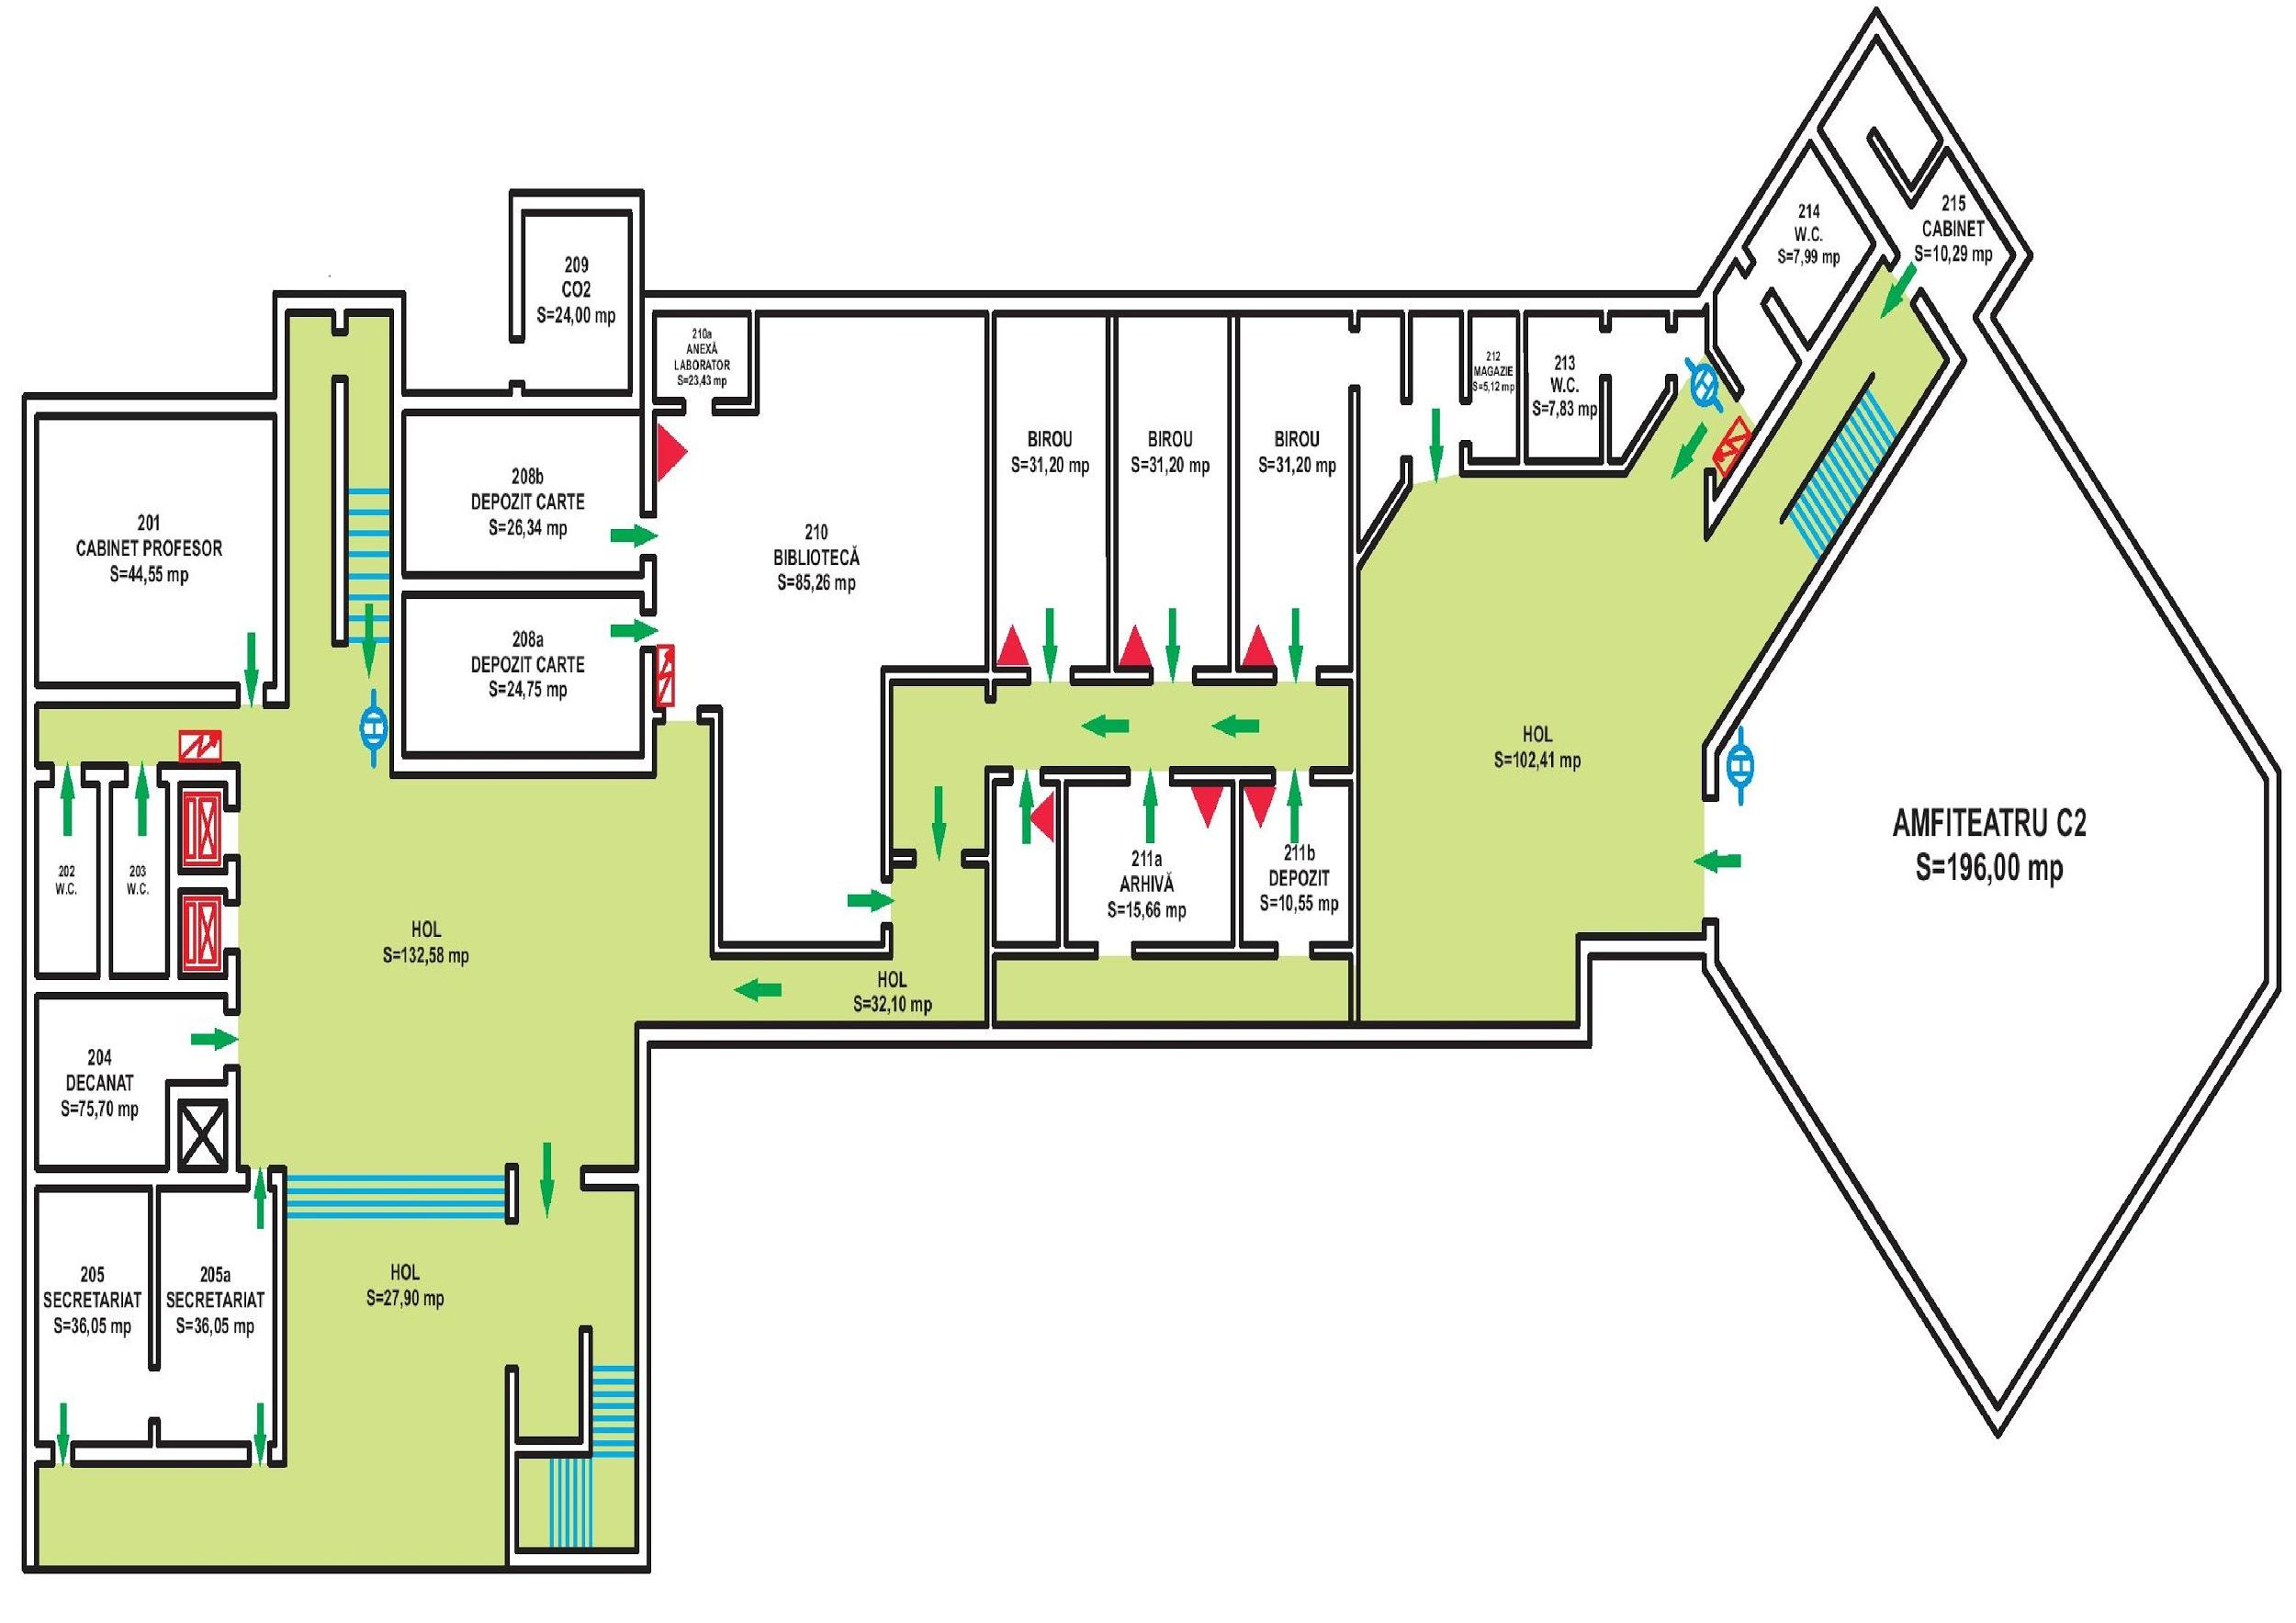 215
CABINET
S=10,29 mp
214
W.C.
S=7,99 mp
209
CO2
S=24,00 mp
210a
ANEXĂ
LABORATOR
S=23,43 mp
212
MAGAZIE
S=5,12 mp
213
W.C.
S=7,83 mp
BIROU
S=31,20 mp
BIROU
S=31,20 mp
BIROU
S=31,20 mp
208b
DEPOZIT CARTE
S=26,34 mp
201
CABINET PROFESOR
S=44,55 mp
210
BIBLIOTECĂ
S=85,26 mp
208a
DEPOZIT CARTE
S=24,75 mp
HOL
S=102,41 mp
AMFITEATRU C2
S=196,00 mp
202
W.C.
203
W.C.
211a
ARHIVĂ
S=15,66 mp
211b
DEPOZIT
S=10,55 mp
HOL
S=132,58 mp
HOL
S=32,10 mp
204
DECANAT
S=75,70 mp
205
SECRETARIAT
S=36,05 mp
205a
SECRETARIAT
S=36,05 mp
HOL
S=27,90 mp